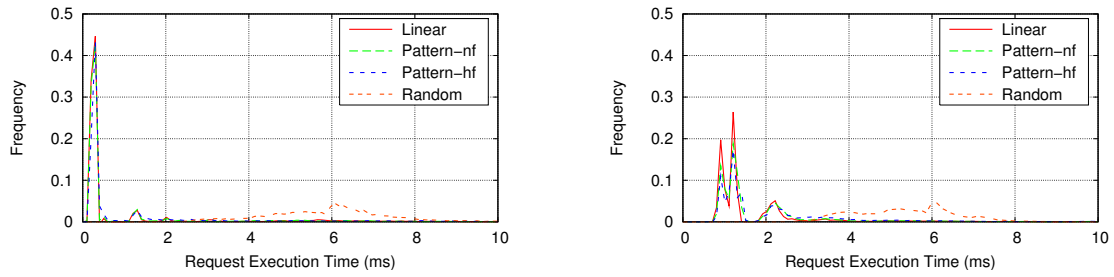 0.5
0.4
0.3
0.2
0.1
0
Frequency
0 2 4 6 8 10
Request Execution Time (ms)
Linear
Pattern−nf
Pattern−hf
Random
0.5
0.4
0.3
0.2
0.1
0
Frequency
0 2 4 6 8 10
Request Execution Time (ms)
Linear
Pattern−nf
Pattern−hf
Random